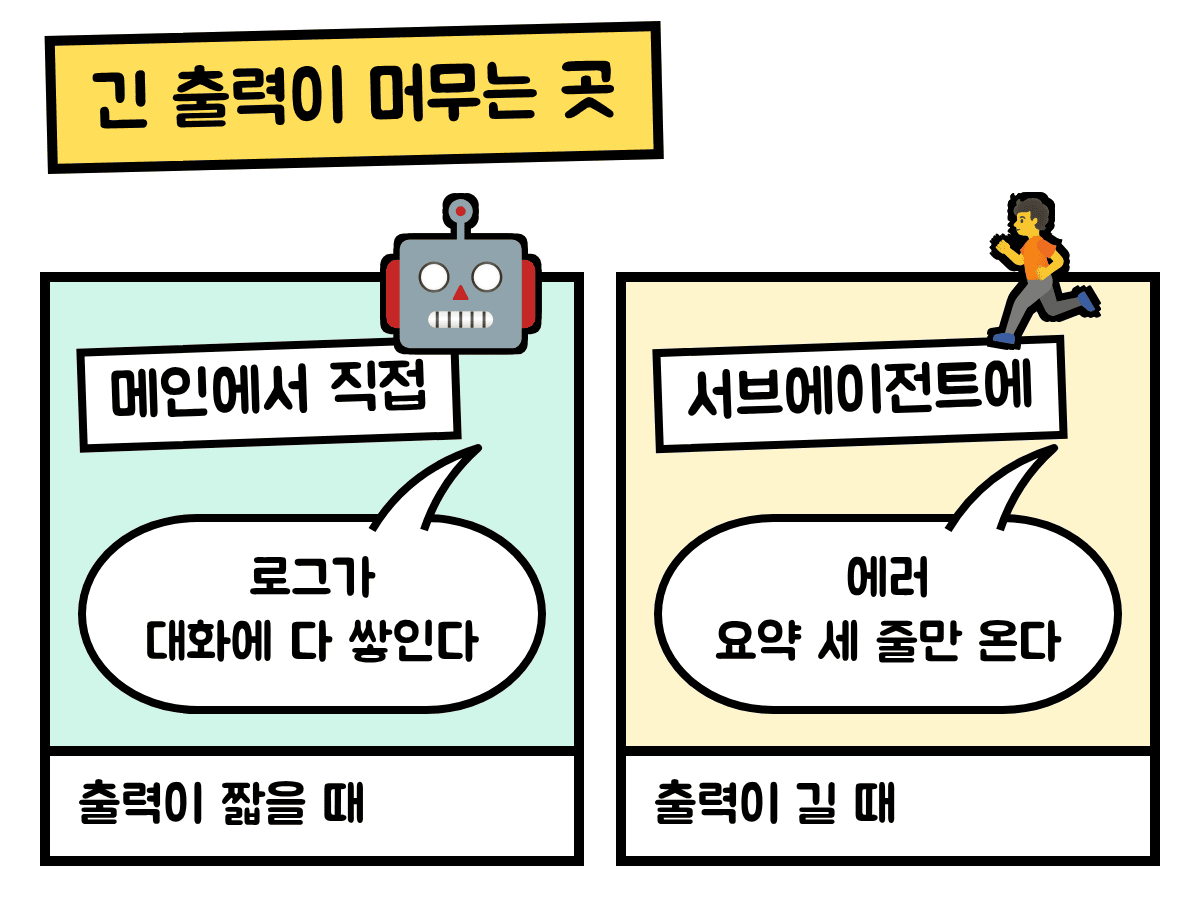 긴 출력이 머무는 곳
메인에서 직접
로그가
대화에 다 쌓인다
출력이 짧을 때
서브에이전트에
에러
요약 세 줄만 온다
출력이 길 때